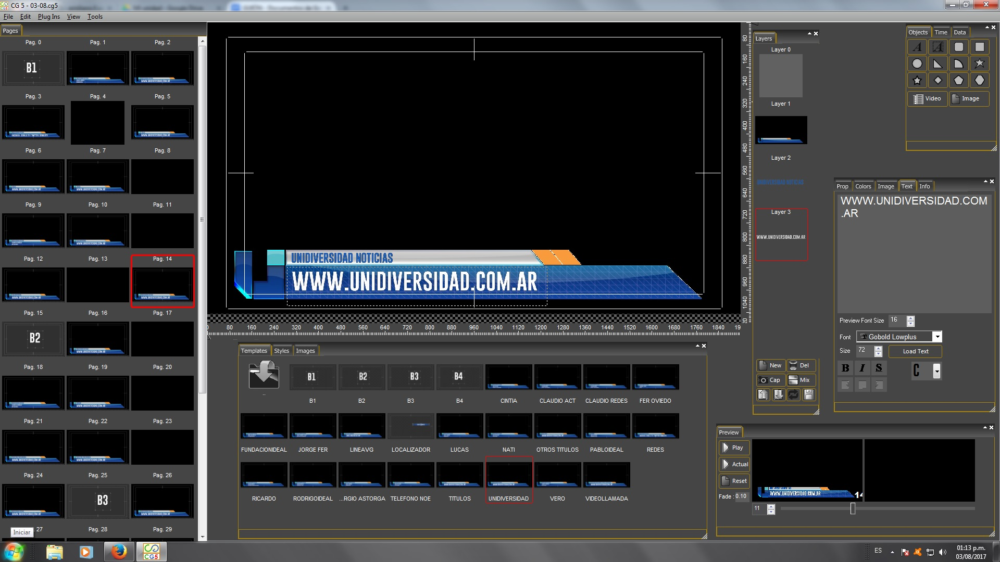 CG 5 - 03-08.cg5
File Edit Plug Ins View Tools
Pages
Pag. 0 Pag. 1 Pag. 2
B1
WWW.UNIDIVERSIDAD.COM.AR
Pag. 3 Pag. 4 Pag. 5
Pag. 6 Pag. 7 Pag. 8
Pag. 9 Pag. 10 Pag. 11
Pag. 12 Pag. 13 Pag. 14
Pag. 15 Pag. 16 Pag. 17
B2
Pag. 18 Pag. 19 Pag. 20
Pag. 21 Pag. 22 Pag. 23
Pag. 24 Pag. 25 Pag. 26
B3
27 Pag. 28 Pag. 29
Iniciar
UNIDIVERSIDAD NOTICIAS
WWW.UNIDIVERSIDAD.COM.AR
80 160 240 320 400 480 560 640 720 800 880 960 1040
80 160 240 320 400 480 560 640 720 800 880 960 1040 1120 1200 1280 1360 1440 1520 1600 1680 1760 1840 19
Templates Styles Images
B1 B2 B3 B4
.. B1 B2 B3 B4 CINTIA CLAUDIO ACT CLAUDIO REDES FER OVIEDO
FUNDACIONIDEAL JORGE FER LINEAVG LOCALIZADOR LUCAS NATI OTROS TITULOS PABLOIDEAL REDES
RICARDO RODRIGOIDEAL ...RGIO ASTORGA TELEFONO NOE TITULOS UNIDIVERSIDAD VERO VIDEOLLAMADA
Layers
Layer 0
Layer 1
Layer 2
UNIDIVERSIDAD NOTICIAS
Layer 3
WWW.UNIDIVERSIDAD.COM.AR
New Del
Cap Mix
Objects Time Data
A A
Video Image
Prop Colors Image Text Info
WWW.UNIDIVERSIDAD.COM
.AR
Preview Font Size 16
Font Gobold Lowplus
Size 72 Load Text
B I S C
Preview
Play
Actual
Reset
Fade : 0.10
WWW.UNIDIVERSIDAD.COM.AR 14
11
CG5
ES
01:13 p.m.
03/08/2017